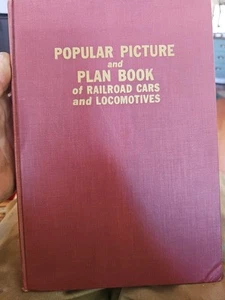 POPULAR PICTURE
and
PLAN BOOK
of RAILROAD CARS
and LOCOMOTIVES